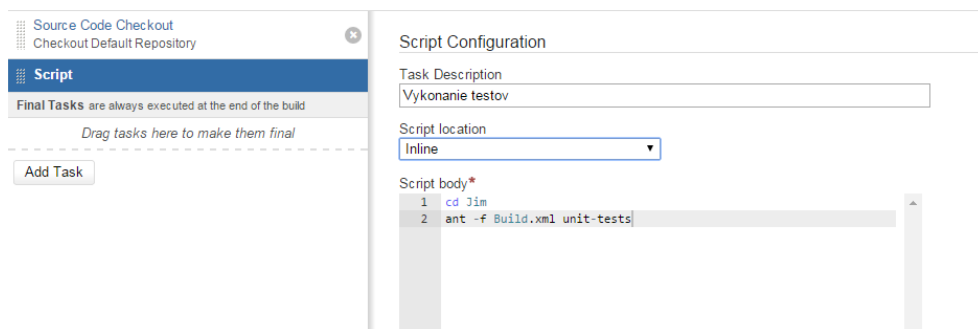 Source Code Checkout
Checkout Default Repository
Script
Final Tasks are always executed at the end of the build
Drag tasks here to make them final
Add Task
Script Configuration
Task Description
Vykonanie testov
Script location
Inline
Script body*
1 cd Jim
2 ant -f Build.xml unit-tests